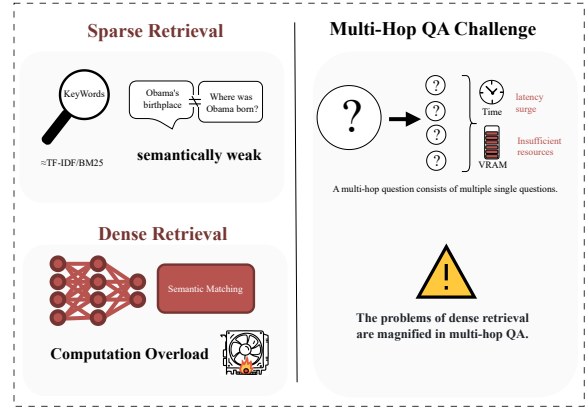 Sparse Retrieval
KeyWords
≈TF-IDF/BM25
Obama's
birthplace
≠
Where was
Obama born?
semantically weak
Dense Retrieval
Semantic Matching
Computation Overload
Multi-Hop QA Challenge
?
?
?
?
?
Time
latency
surge
VRAM
Insufficient
resources
A multi-hop question consists of multiple single questions.
!
The problems of dense retrieval
are magnified in multi-hop QA.